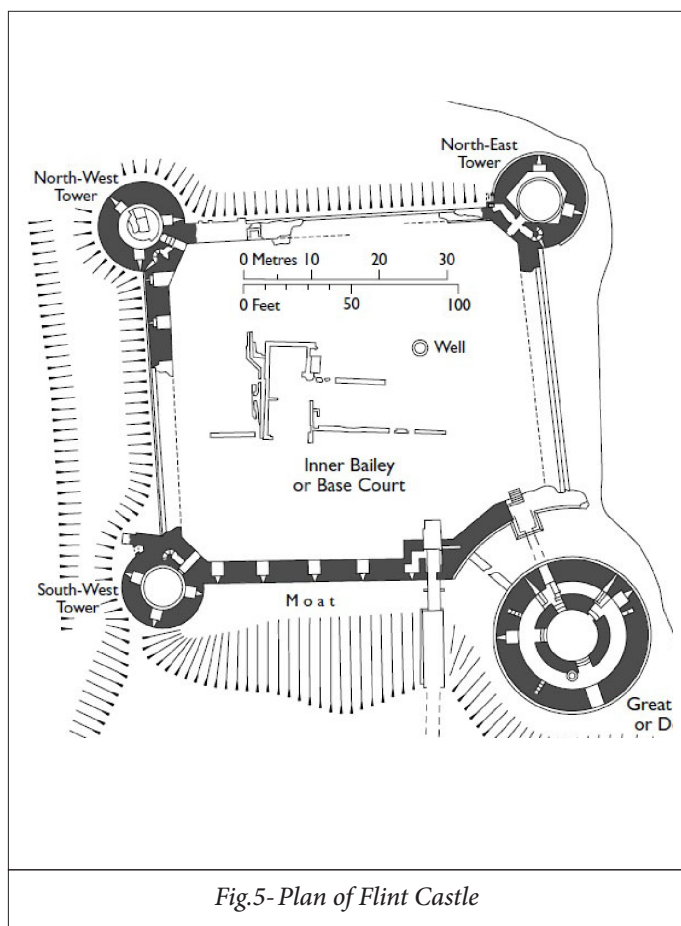 North-East
Tower
North-West
Tower
0 Metres 10 20 30
0 Feet 50 100
Well
Inner Bailey
or Base Court
South-West
Tower
Moat
Great
or D
Fig.5- Plan of Flint Castle